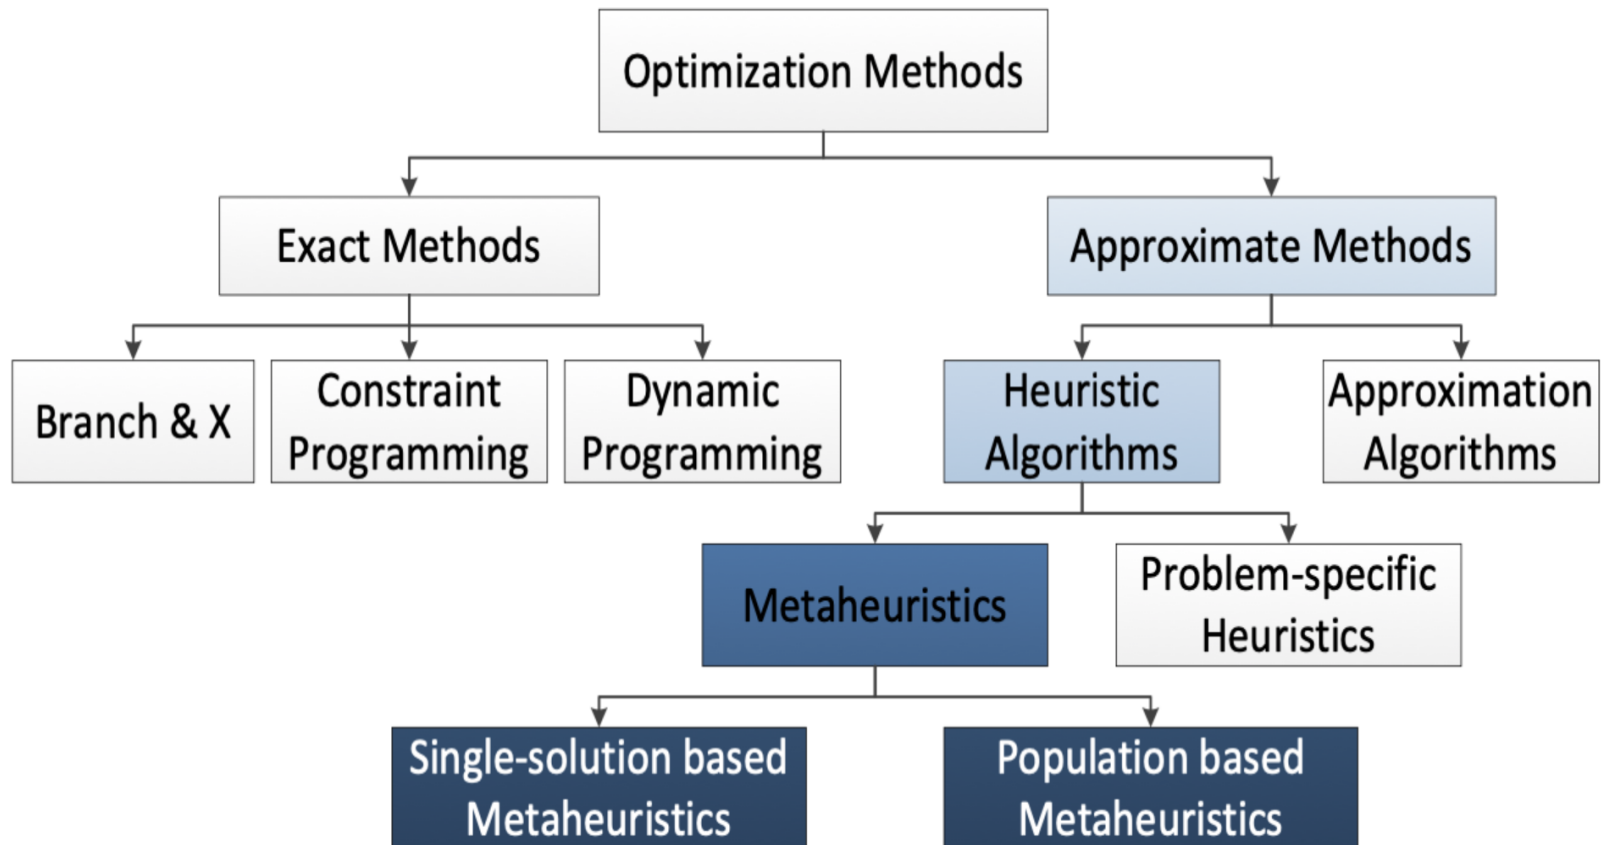 Optimization Methods
Exact Methods
Approximate Methods
Branch & X
Constraint
Programming
Dynamic
Programming
Heuristic
Algorithms
Approximation
Algorithms
Metaheuristics
Problem-specific
Heuristics
Single-solution based
Metaheuristics
Population based
Metaheuristics